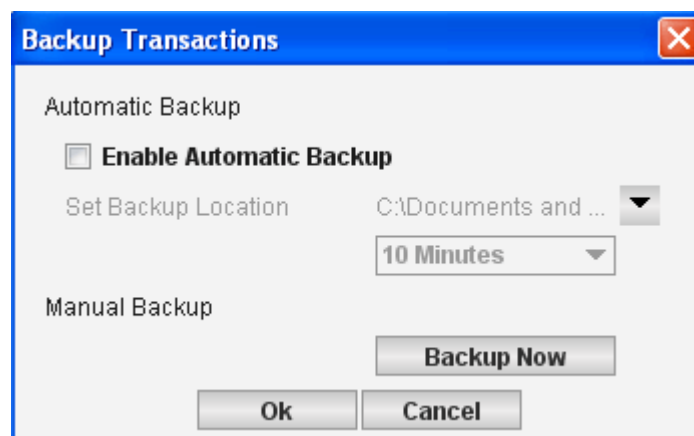 Backup Transactions
Automatic Backup
Enable Automatic Backup
Set Backup Location C:\Documents and ...
10 Minutes
Manual Backup
Backup Now
Ok Cancel